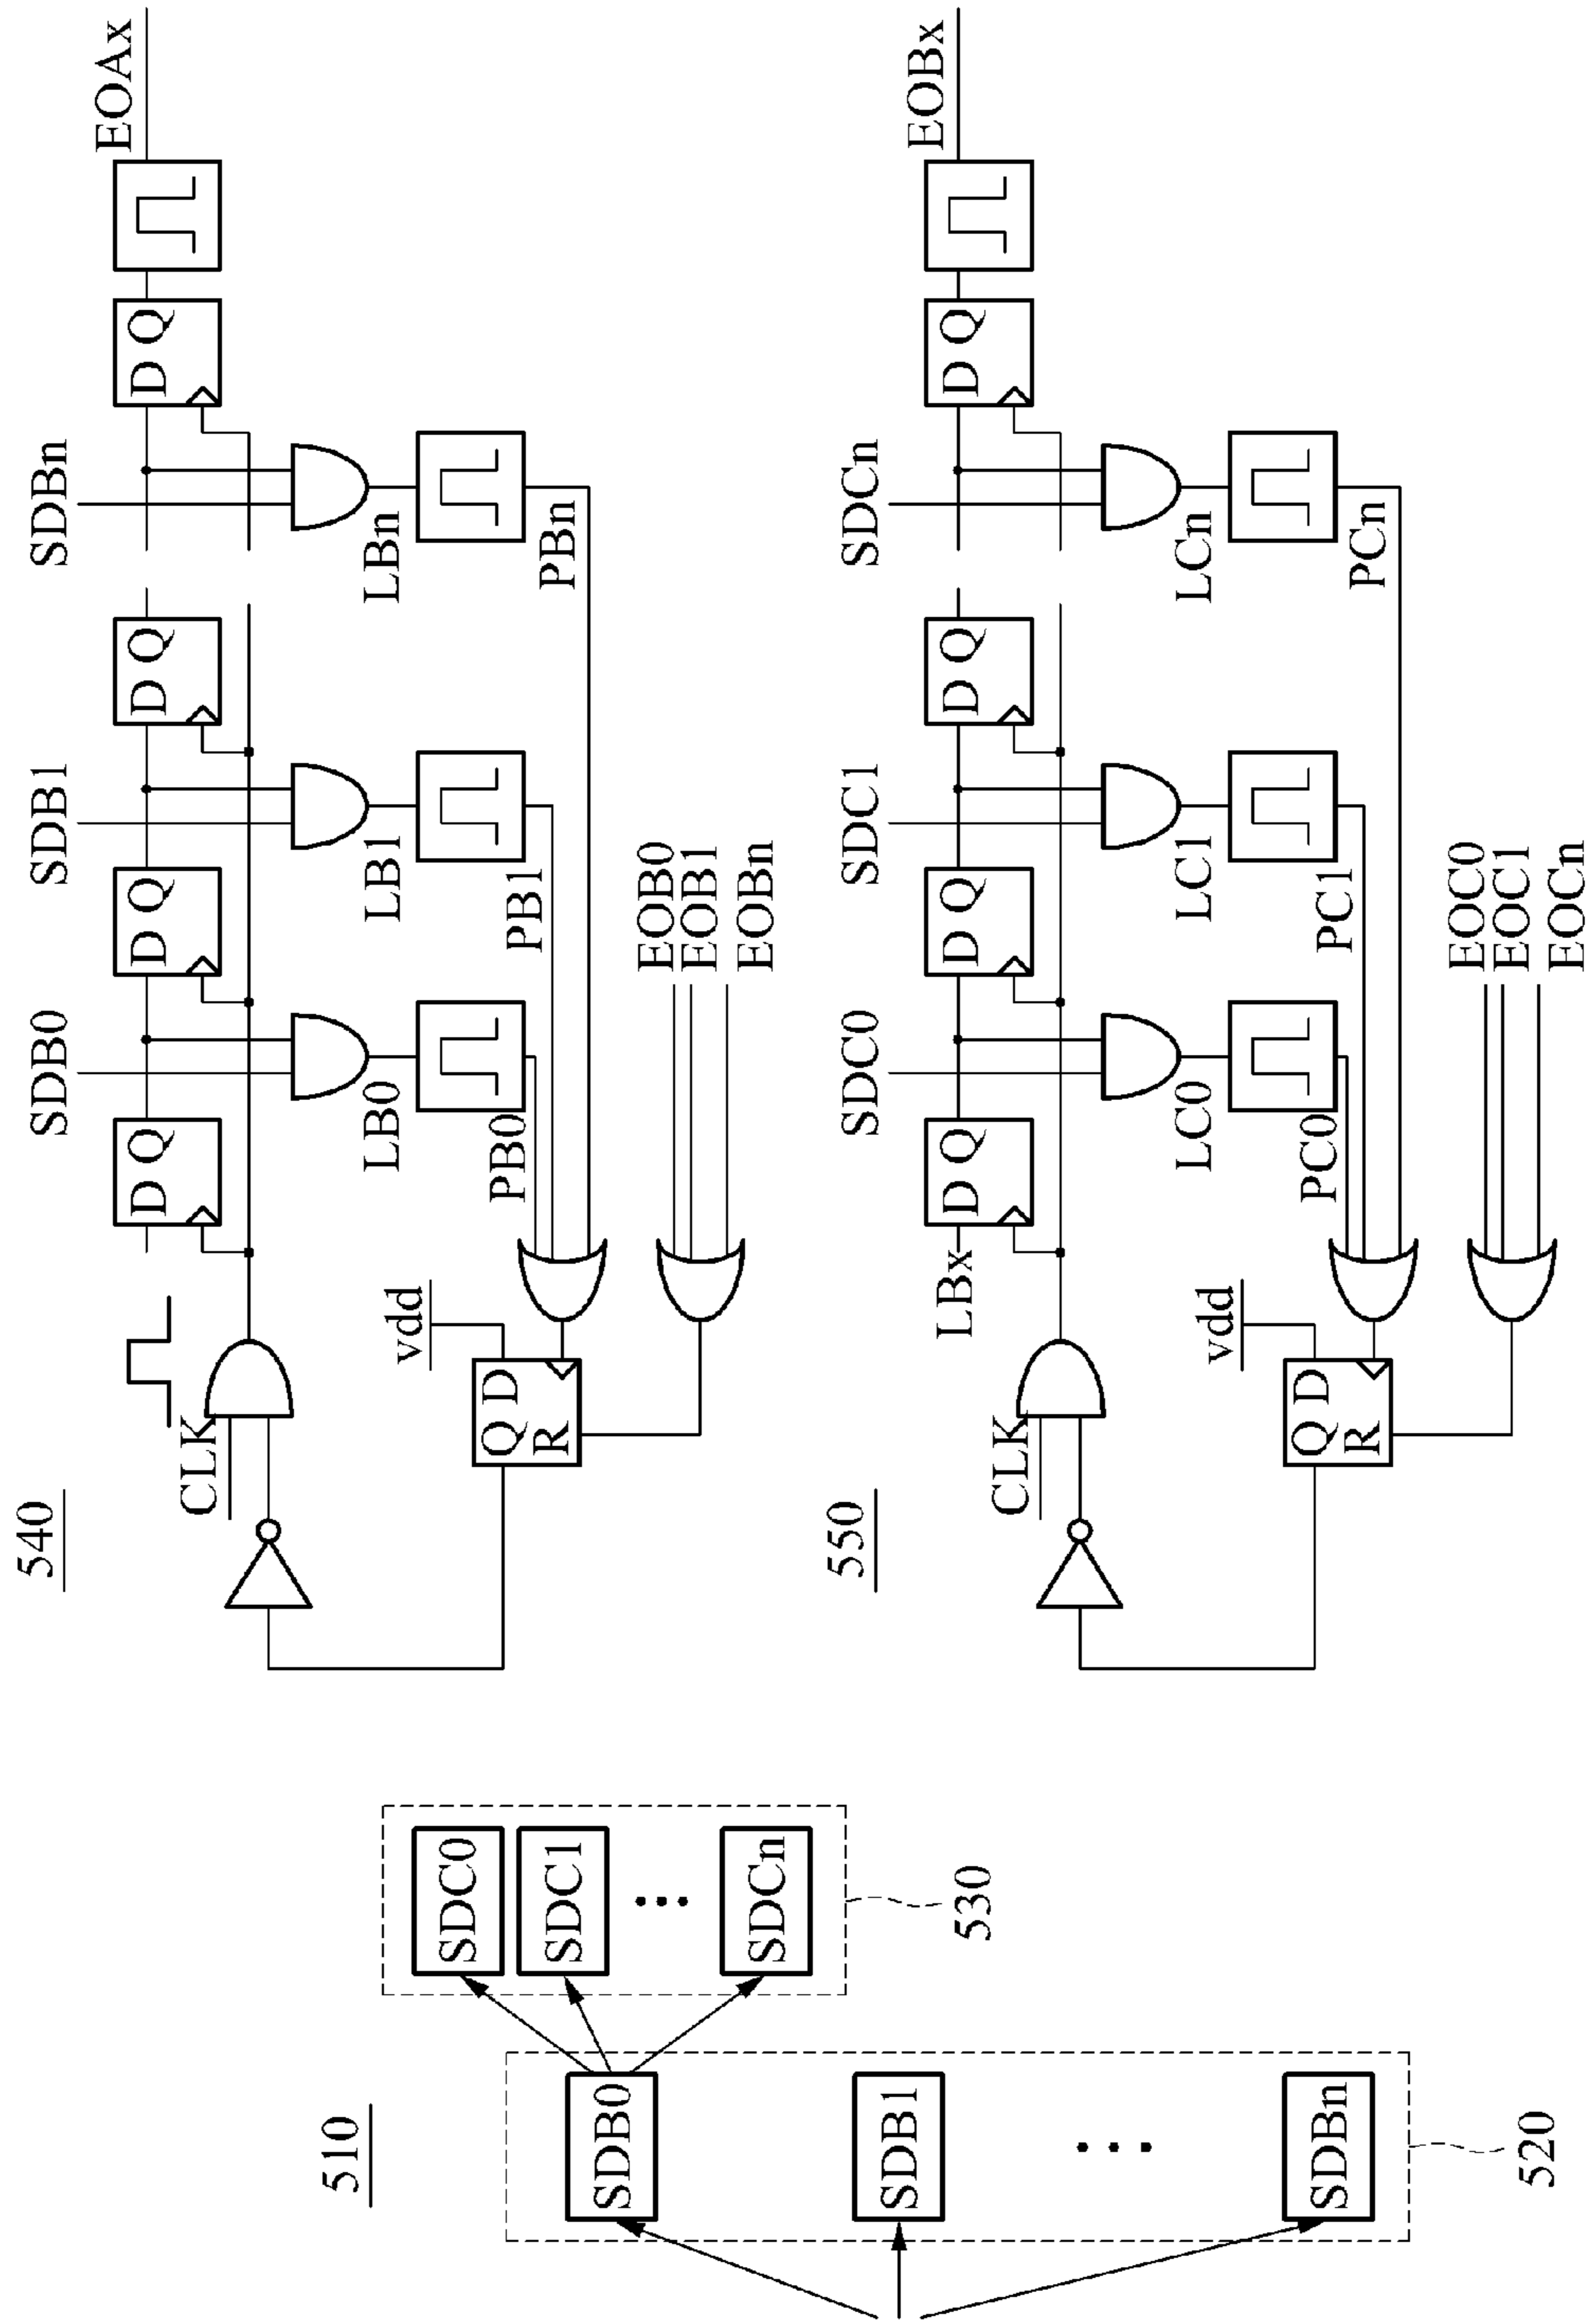 510
SDB0
SDB1
SDBn
520
SDC0
SDC1
SDCn
530
540
SDB0
SDB1
SDBn
EOAx
D Q
D Q
D Q
D Q
CLK
LB0
LB1
LBn
PB0
PB1
PBn
vdd
Q D
R
EOB0
EOB1
EOBn
550
SDC0
SDC1
SDCn
EOBx
LBx
D Q
D Q
D Q
D Q
CLK
LC0
LC1
LCn
PC0
PC1
PCn
vdd
Q D
R
EOC0
EOC1
EOCn